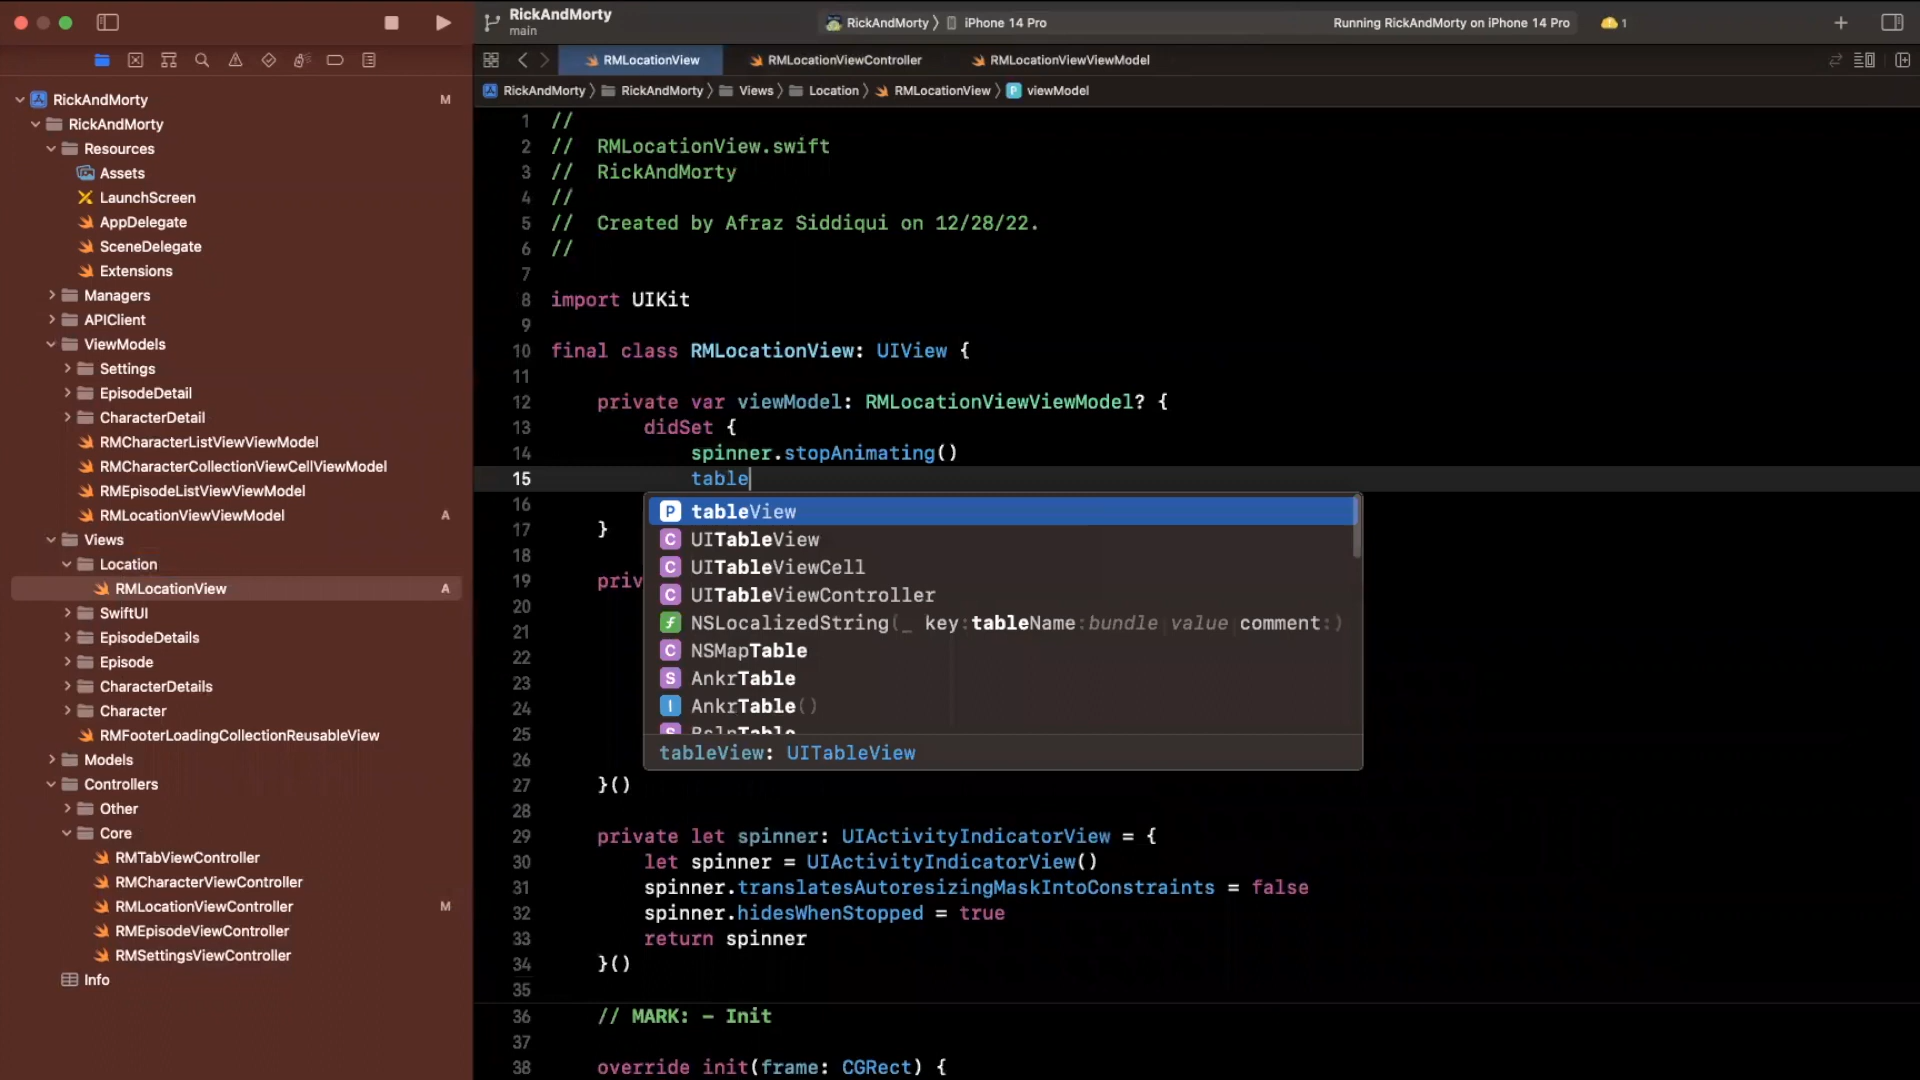 RickAndMorty
main
RickAndMorty
iPhone 14 Pro
Running RickAndMorty on iPhone 14 Pro
1
RMLocationView
RMLocationViewController
RMLocationViewViewModel
RickAndMorty
RickAndMorty
Views
Location
RMLocationView
P
viewModel
RickAndMorty
M
RickAndMorty
Resources
Assets
LaunchScreen
AppDelegate
SceneDelegate
Extensions
Managers
APIClient
ViewModels
Settings
EpisodeDetail
CharacterDetail
RMCharacterListViewViewModel
RMCharacterCollectionViewCellViewModel
RMEpisodeListViewViewModel
RMLocationViewViewModel
A
Views
Location
RMLocationView
A
SwiftUI
EpisodeDetails
Episode
CharacterDetails
Character
RMFooterLoadingCollectionReusableView
Models
Controllers
Other
Core
RMTabViewController
RMCharacterViewController
RMLocationViewController
M
RMEpisodeViewController
RMSettingsViewController
Info
1 //
2 //  RMLocationView.swift
3 //  RickAndMorty
4 //
5 //  Created by Afraz Siddiqui on 12/28/22.
6 //
7
8 import UIKit
9
10 final class RMLocationView: UIView {
11
12 private var viewModel: RMLocationViewViewModel? {
13 didSet {
14 spinner.stopAnimating()
15 table
16
17 }
18
19 priv
20
21
22
23
24
25
26
27 }()
28
29 private let spinner: UIActivityIndicatorView = {
30 let spinner = UIActivityIndicatorView()
31 spinner.translatesAutoresizingMaskIntoConstraints = false
32 spinner.hidesWhenStopped = true
33 return spinner
34 }()
35
36 // MARK: - Init
37
38 override init(frame: CGRect) {
P tableView
C UITableView
C UITableViewCell
C UITableViewController
f NSLocalizedString(_ key:tableName:bundle value comment:)
C NSMapTable
S AnkrTable
I AnkrTable()
tableView: UITableView